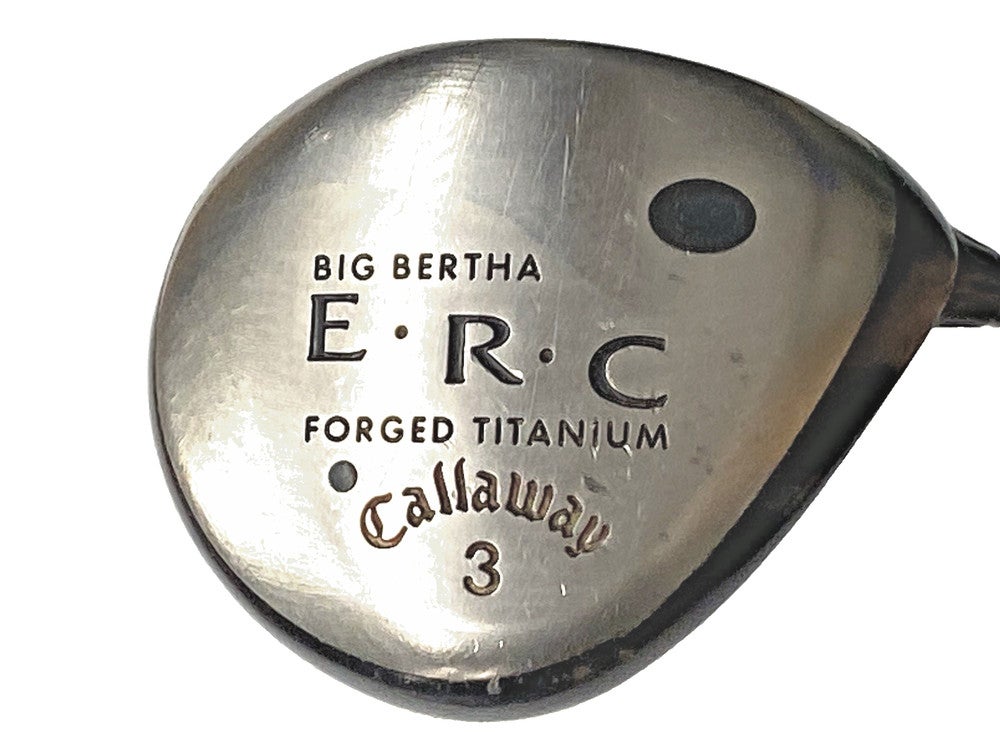 BIG BERTHA
E·R·C
FORGED TITANIUM
Callaway
3